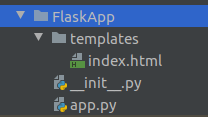 FlaskApp
templates
index.html
__init__.py
app.py